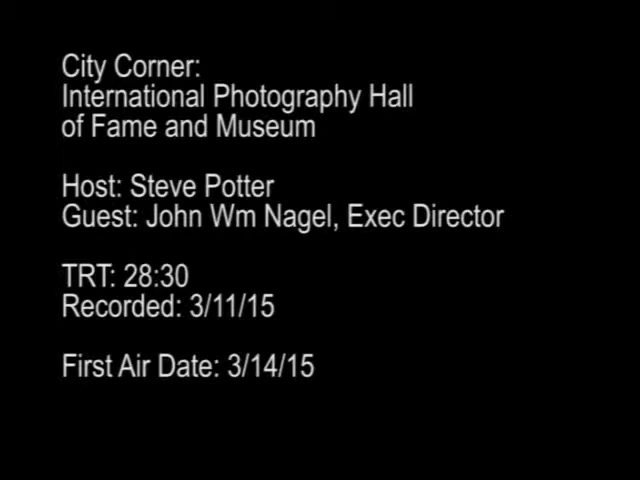 City Corner:
International Photography Hall
of Fame and Museum
Host: Steve Potter
Guest: John Wm Nagel, Exec Director
TRT: 28:30
Recorded: 3/11/15
First Air Date: 3/14/15